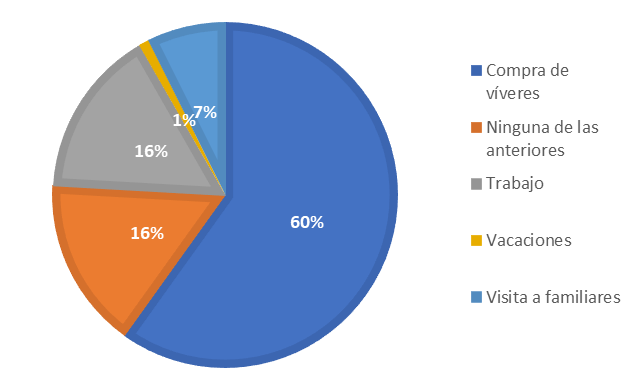 7%
1%
16%
16%
60%
Compra de
víveres
Ninguna de las
anteriores
Trabajo
Vacaciones
Visita a familiares